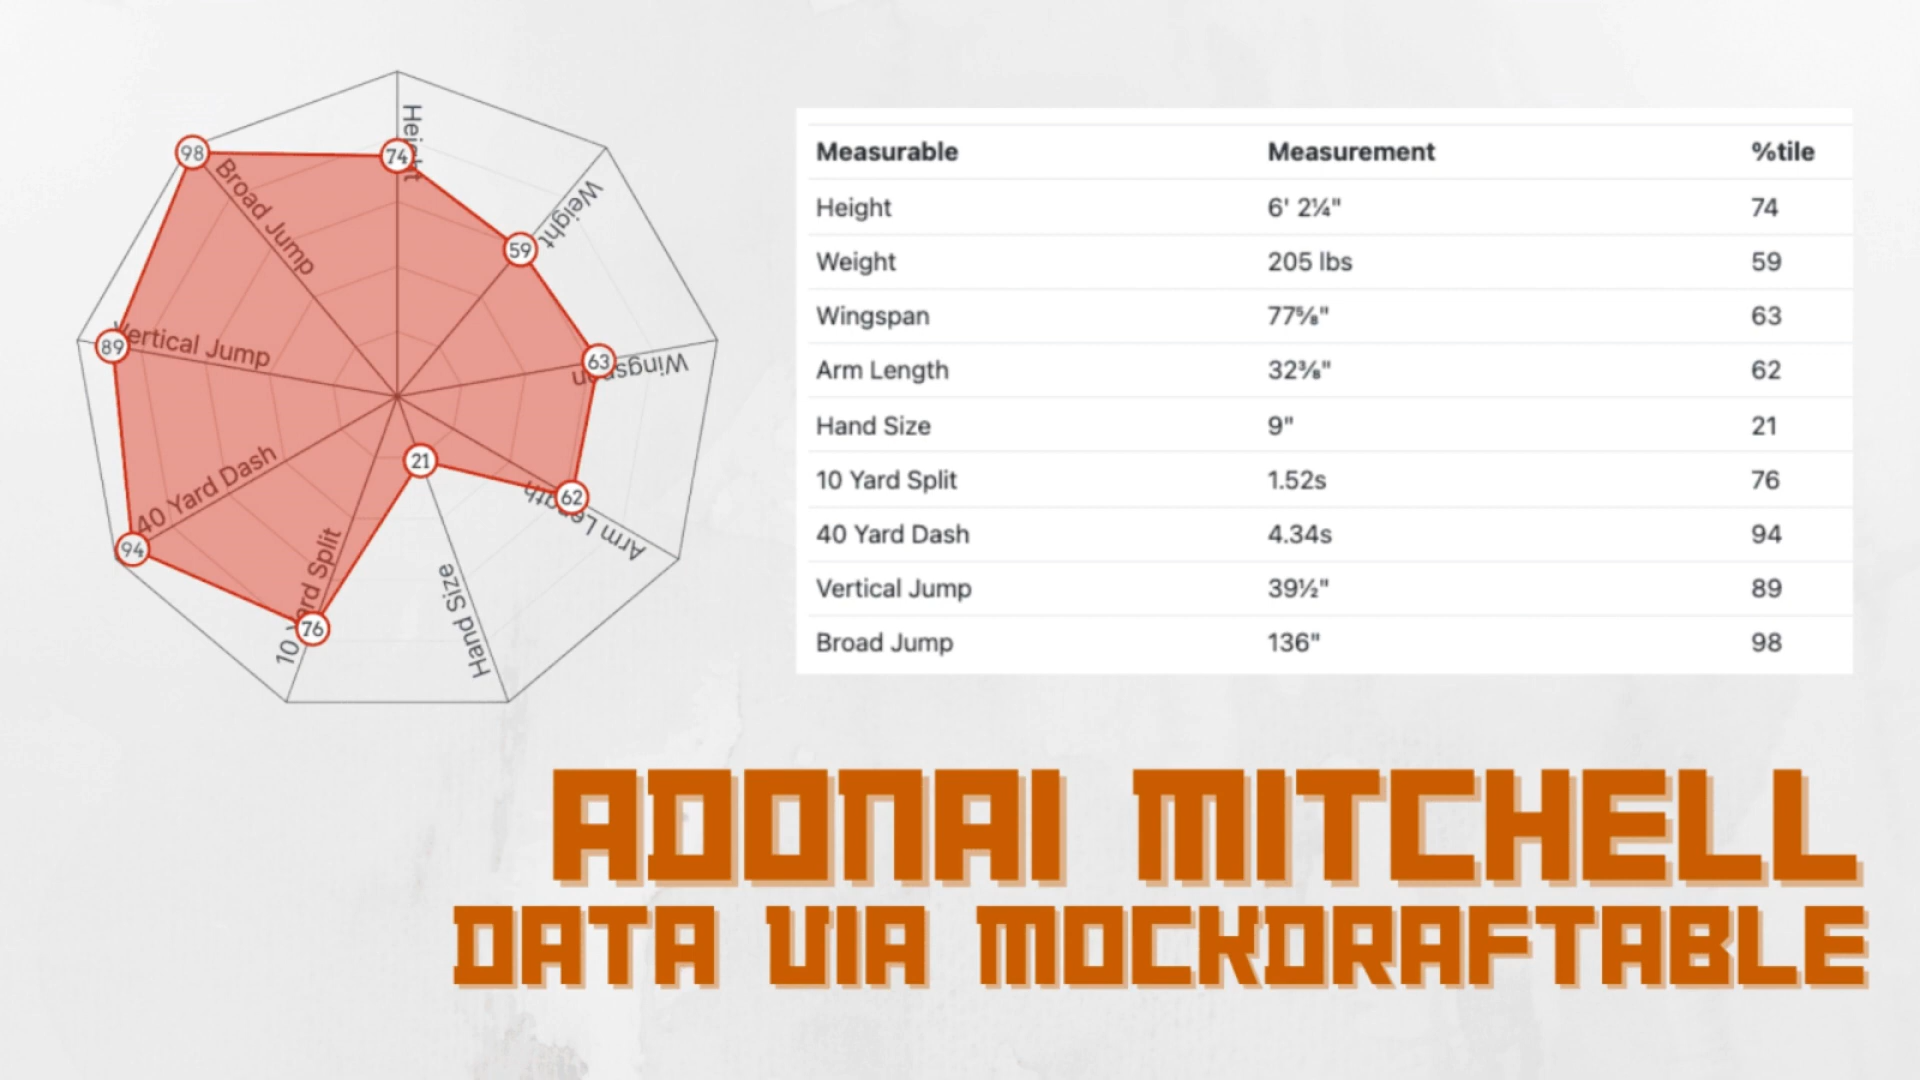 Height
74
98
Broad Jump
Weight
59
Vertical Jump
89
63
Wingspan
40 Yard Dash
94
21
62
Arm Length
10 Yard Split
76
Hand Size
Measurable Measurement %tile
Height 6' 2¼" 74
Weight 205 lbs 59
Wingspan 77⅝" 63
Arm Length 32⅜" 62
Hand Size 9" 21
10 Yard Split 1.52s 76
40 Yard Dash 4.34s 94
Vertical Jump 39½" 89
Broad Jump 136" 98
ADONAI MITCHELL
DATA VIA MOCKDRAFTABLE